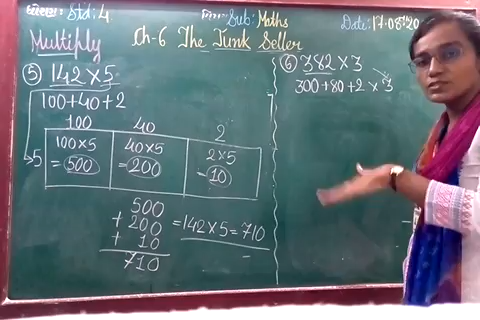 Std: 4
Sub: Maths
Date: 17-08-20
Multiply
Ch-6 The Junk Seller
⑤ 142 × 5
100 + 40 + 2
100 40 2
5
100 × 5
= 500
40 × 5
= 200
2 × 5
= 10
500
+ 200
+ 10
710
= 142 × 5 = 710
⑥ 382 × 3
300 + 80 + 2 × 3